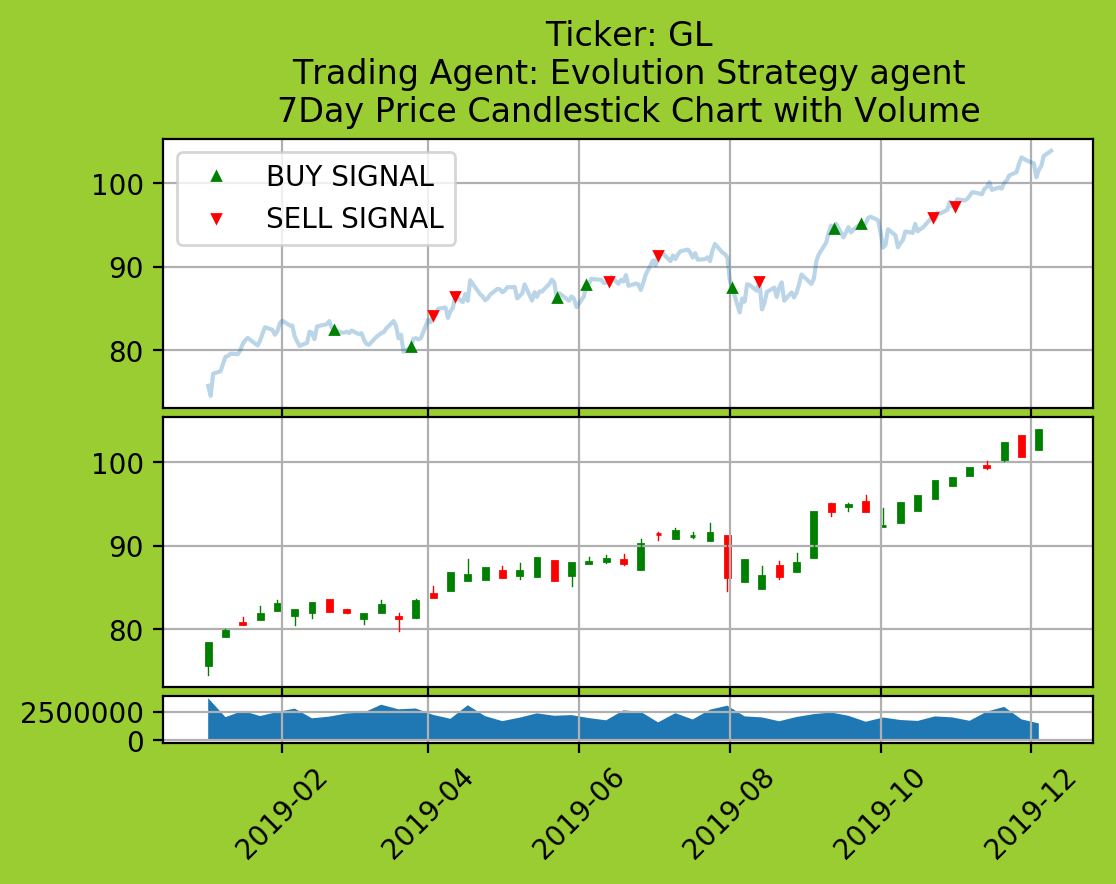 Ticker: GL
Trading Agent: Evolution Strategy agent
7Day Price Candlestick Chart with Volume
BUY SIGNAL
SELL SIGNAL
100
90
80
100
90
80
2500000
0
2019-02
2019-04
2019-06
2019-08
2019-10
2019-12